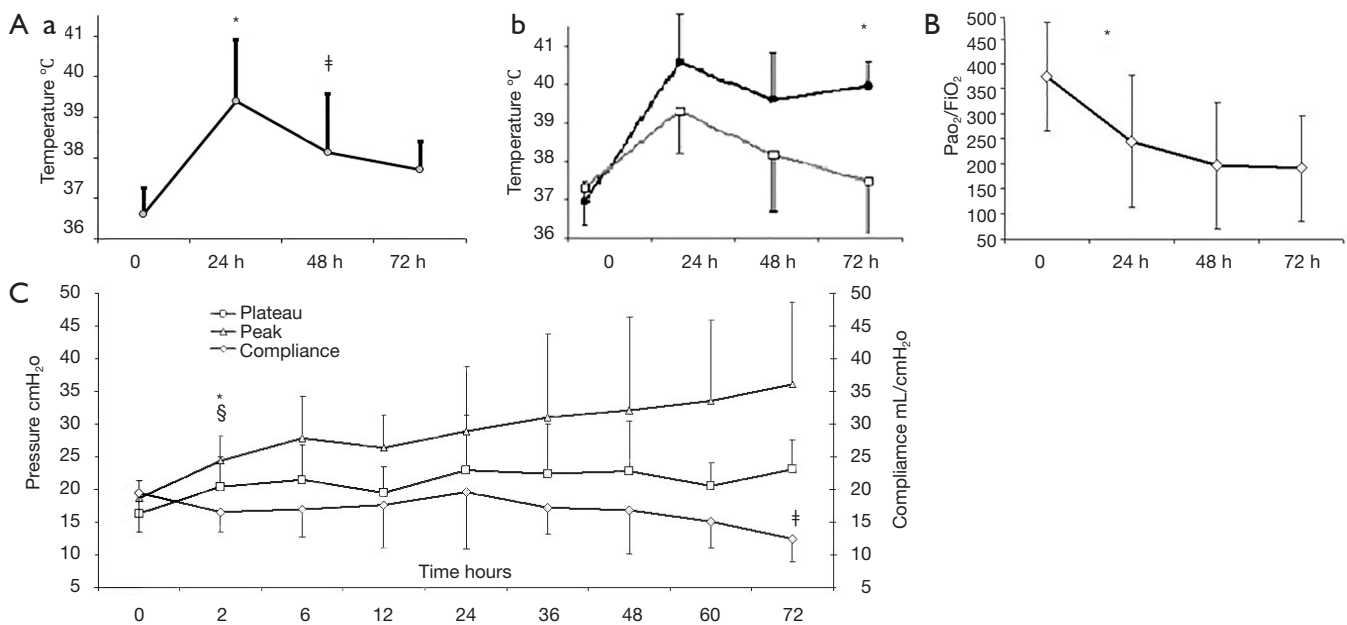 A a
Temperature °C
41
40
39
38
37
36
*
‡
0 24 h 48 h 72 h
b
Temperature °C
41
40
39
38
37
36
*
0 24 h 48 h 72 h
B
Pao₂/FiO₂
500
450
400
350
300
250
200
150
100
50
*
0 24 h 48 h 72 h
C
Pressure cmH₂o
50
45
40
35
30
25
20
15
10
5
Plateau
Peak
Compliance
*
§
‡
Time hours
0 2 6 12 24 36 48 60 72
50
45
40
35
30
25
20
15
10
5
Compliance mL/cmH₂o